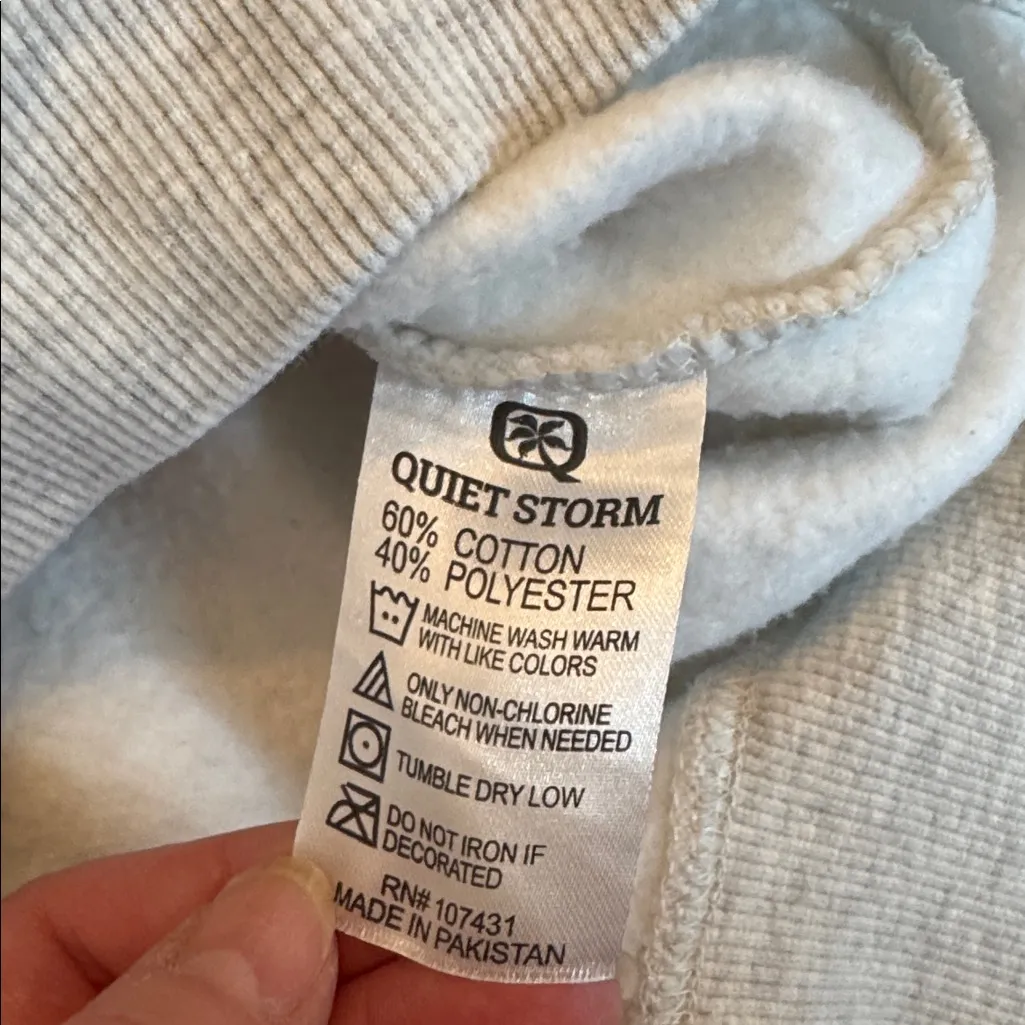 Q
QUIET STORM
60% COTTON
40% POLYESTER
MACHINE WASH WARM
WITH LIKE COLORS
ONLY NON-CHLORINE
BLEACH WHEN NEEDED
TUMBLE DRY LOW
DO NOT IRON IF
DECORATED
RN# 107431
MADE IN PAKISTAN